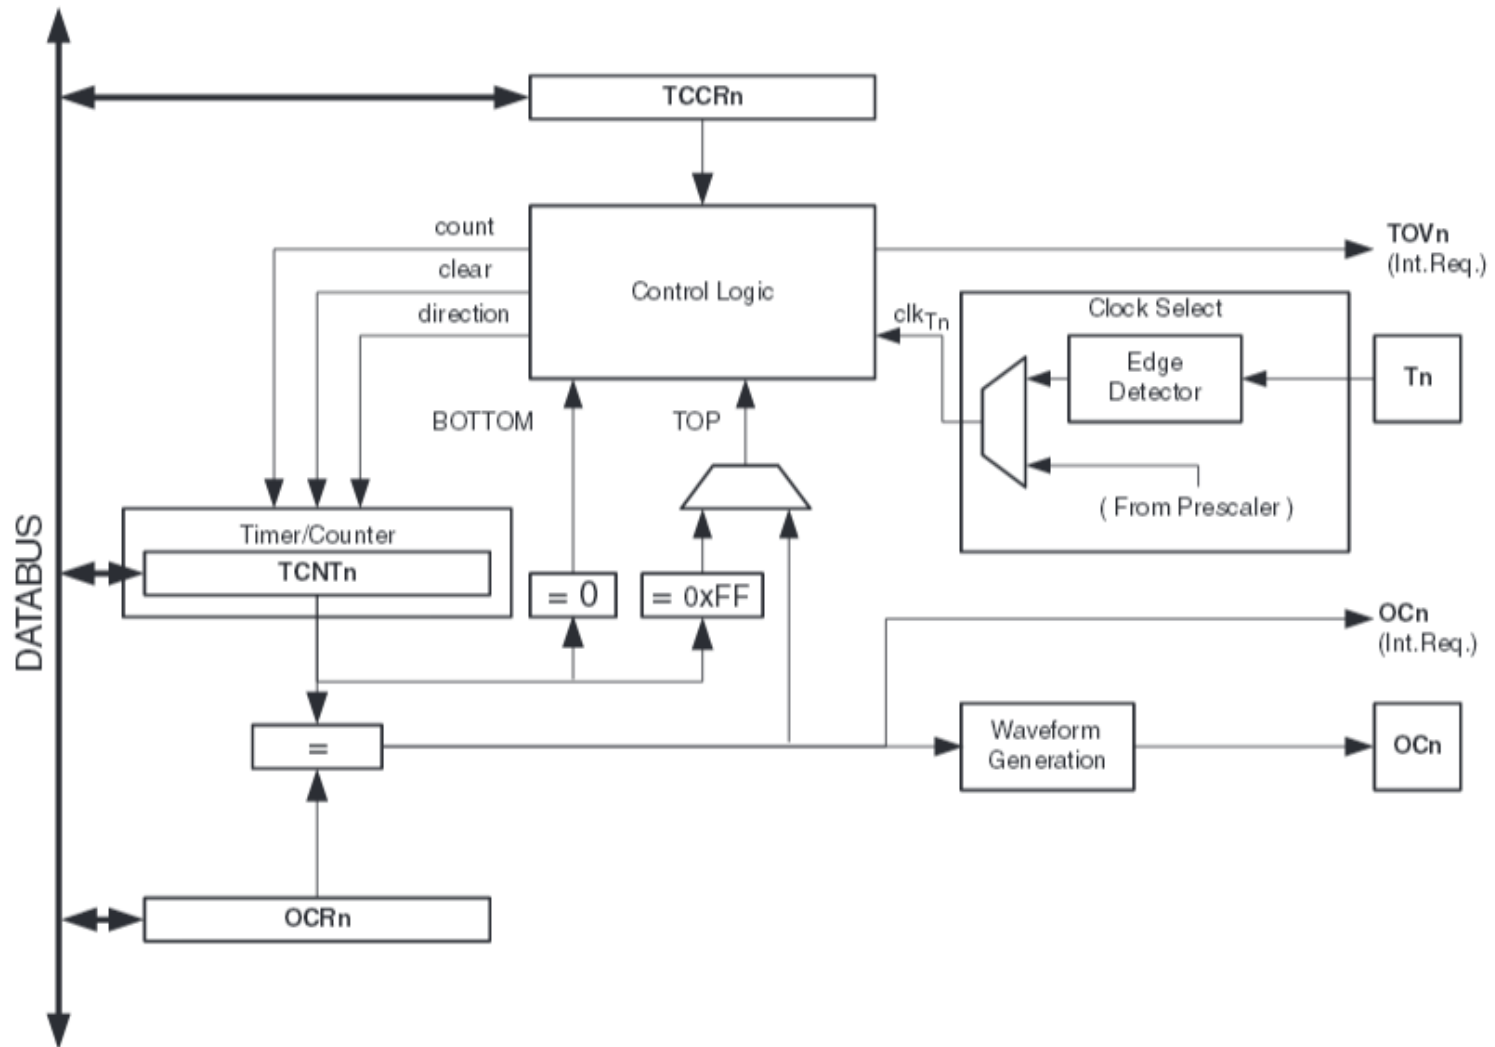 TCCRn
count
clear
direction
Control Logic
TOVn
(Int.Req.)
clkTn
Clock Select
Edge
Detector
Tn
BOTTOM
TOP
( From Prescaler )
DATABUS
Timer/Counter
TCNTn
= 0
= 0xFF
OCn
(Int.Req.)
=
Waveform
Generation
OCn
OCRn